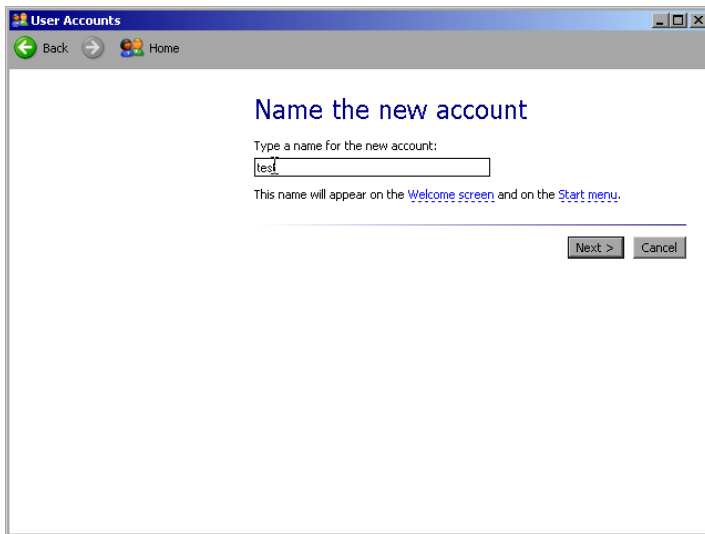 User Accounts
Back Home
Name the new account
Type a name for the new account:
test
This name will appear on the Welcome screen and on the Start menu.
Next > Cancel